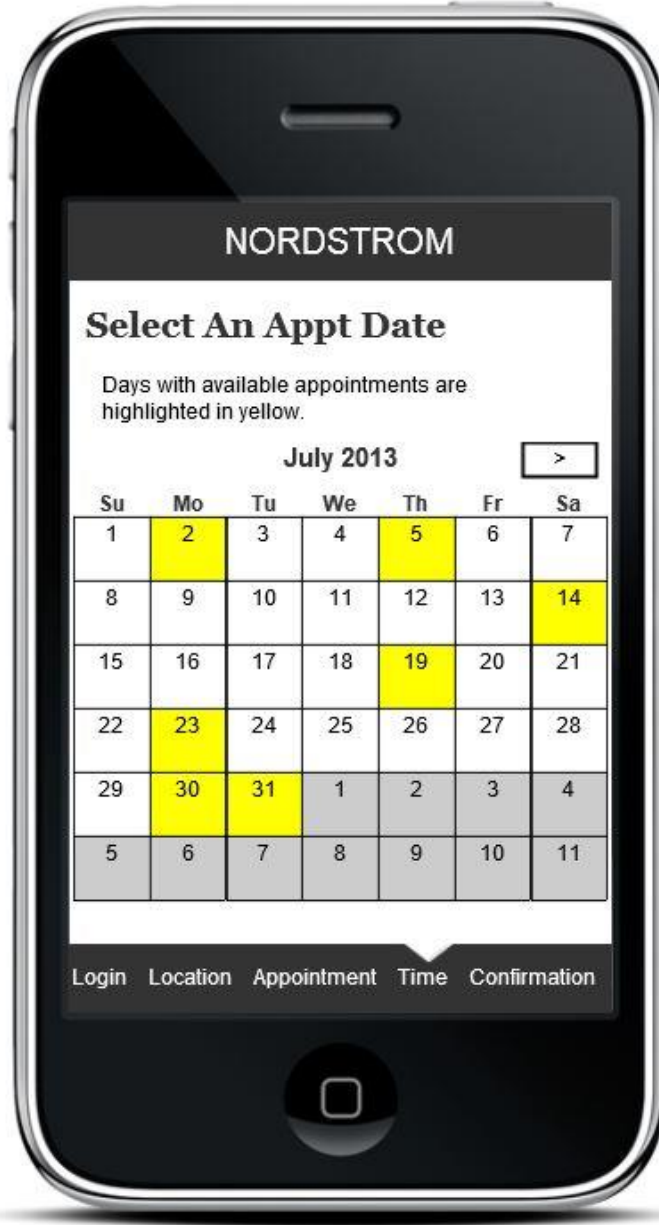 NORDSTROM
Select An Appt Date
Days with available appointments are
highlighted in yellow.
July 2013 >
Su Mo Tu We Th Fr Sa
1 2 3 4 5 6 7
8 9 10 11 12 13 14
15 16 17 18 19 20 21
22 23 24 25 26 27 28
29 30 31 1 2 3 4
5 6 7 8 9 10 11
Login Location Appointment Time Confirmation